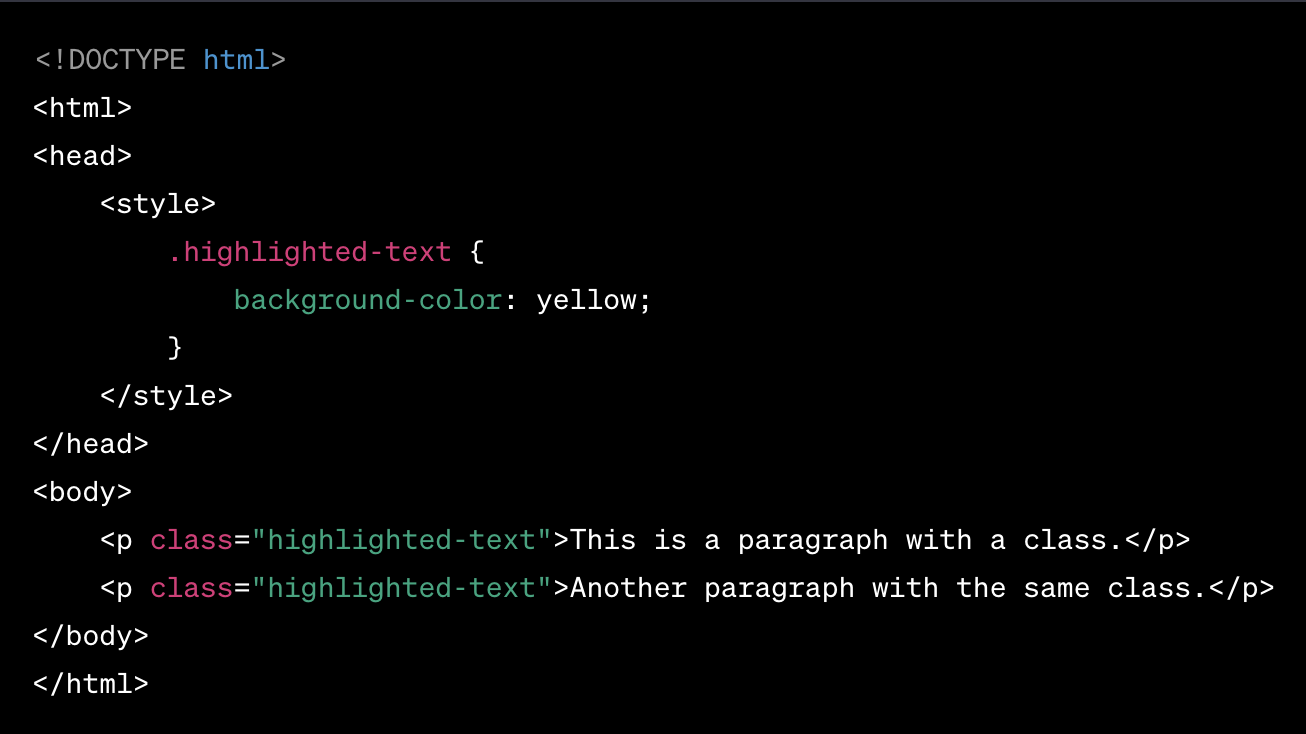 <!DOCTYPE html>
<html>
<head>
    <style>
        .highlighted-text {
            background-color: yellow;
        }
    </style>
</head>
<body>
    <p class="highlighted-text">This is a paragraph with a class.</p>
    <p class="highlighted-text">Another paragraph with the same class.</p>
</body>
</html>